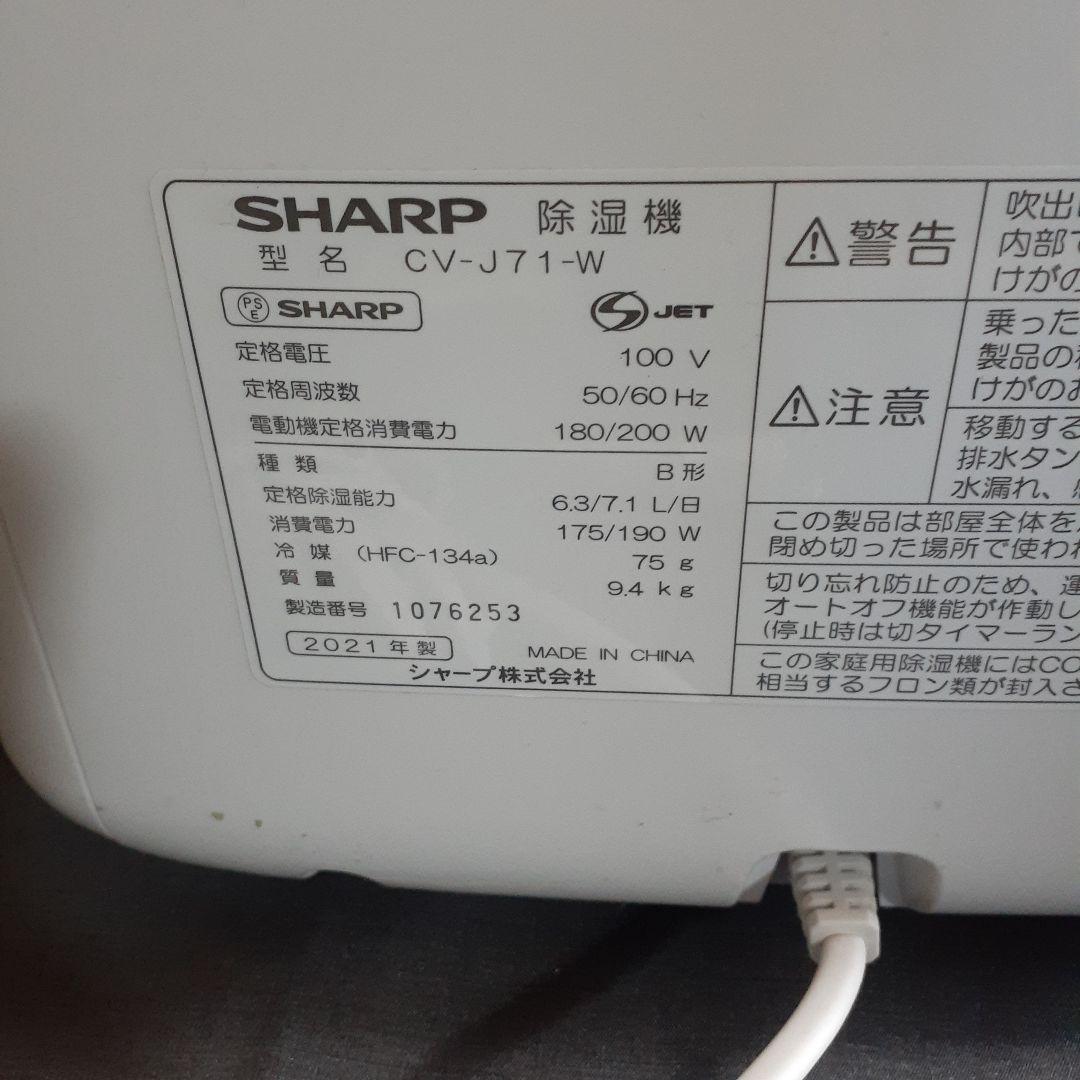 SHARP 除湿機
型名 CV-J71-W
PSE SHARP
JET
定格電圧 100 V
定格周波数 50/60 Hz
電動機定格消費電力 180/200 W
種類 B形
定格除湿能力 6.3/7.1 L/日
消費電力 175/190 W
冷媒 (HFC-134a) 75 g
質量 9.4 kg
製造番号 1076253
2021年製 MADE IN CHINA
シャープ株式会社
警告
吹出
内部で
けがの
注意
乗った
製品の
けがのお
移動する
排水タン
水漏れ、
この製品は部屋全体を
閉め切った場所で使わ
切り忘れ防止のため、運
オートオフ機能が作動し
(停止時は切タイマーラン
この家庭用除湿機にはCO
相当するフロン類が封入さ